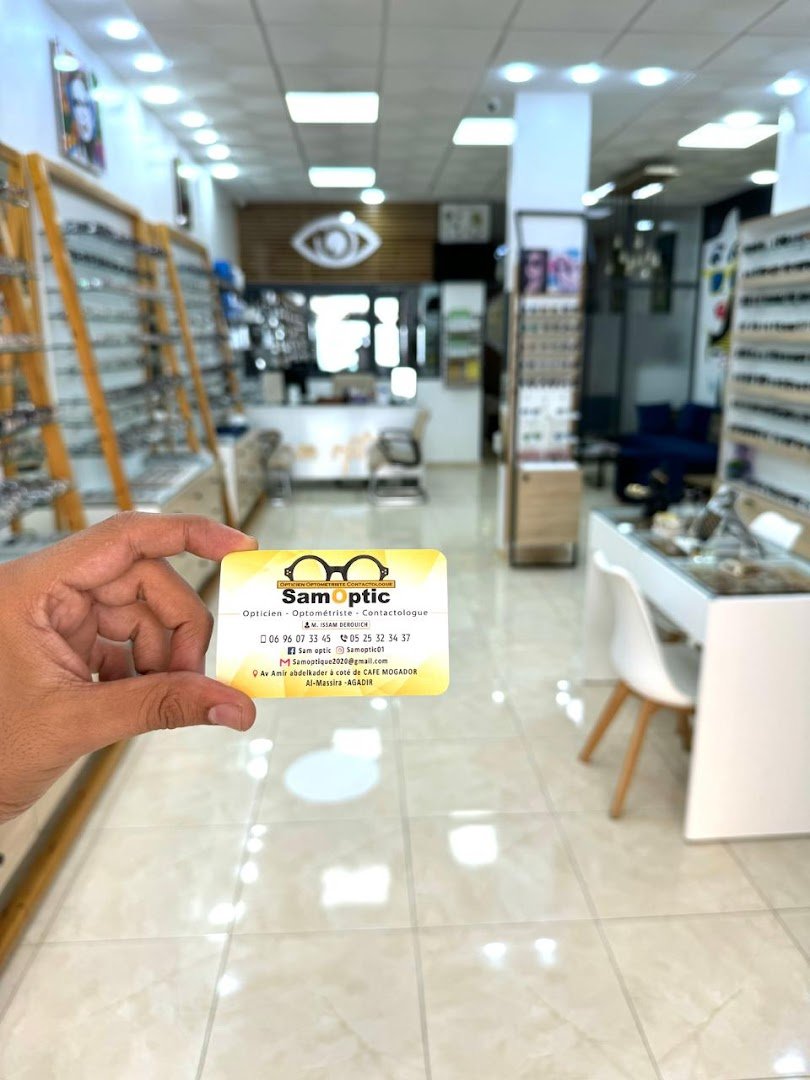 OPTICIEN OPTOMÉTRISTE CONTACTOLOGUE
SamOptic
Opticien - Optométriste - Contactologue
M. ISSAM DEROUICH
06 96 07 33 45 05 25 32 34 37
Sam optic Samoptic01
Samoptique2020@gmail.com
Av Amir abdelkader à coté de CAFE MOGADOR
Al-Massira -AGADIR